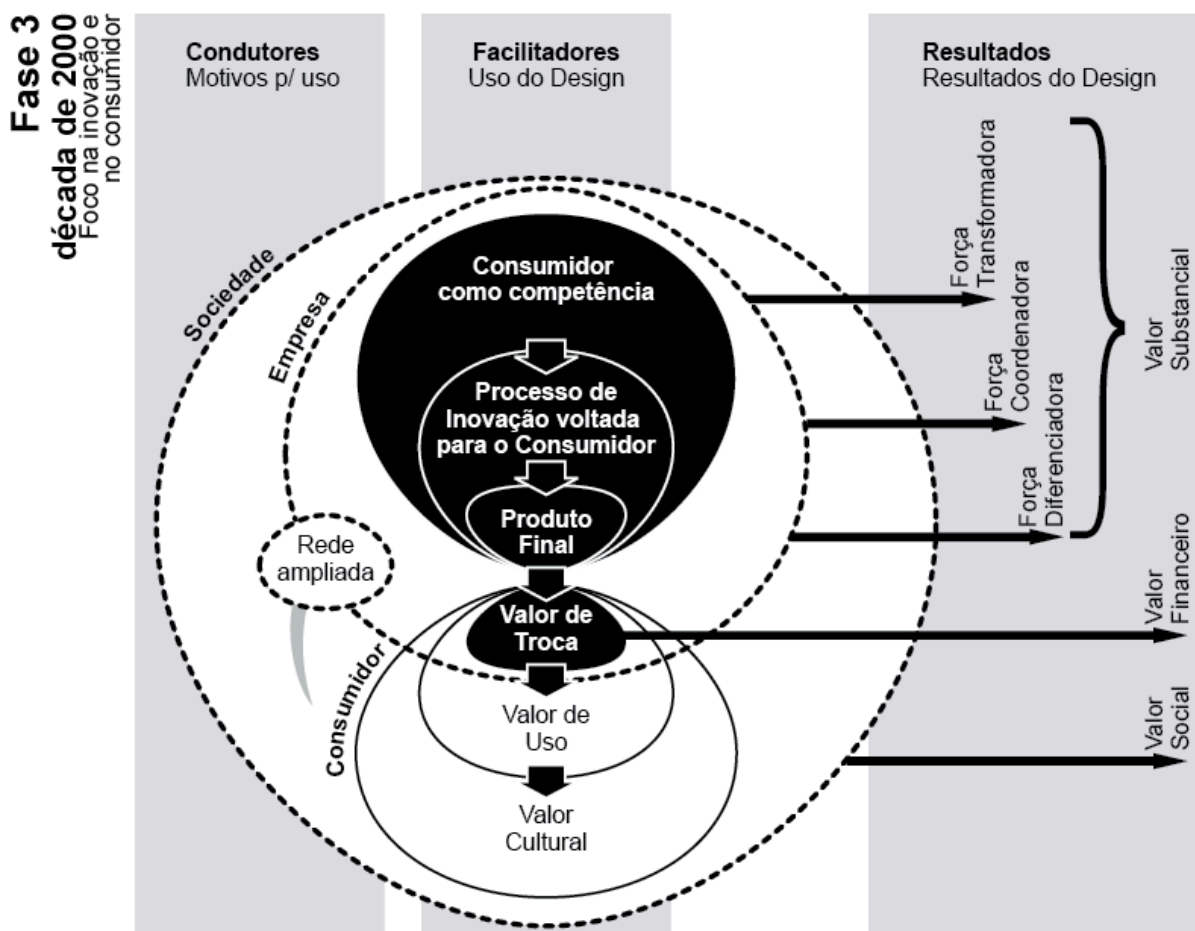 Fase 3
década de 2000
Foco na inovação e
no consumidor
Condutores
Motivos p/ uso
Facilitadores
Uso do Design
Resultados
Resultados do Design
Sociedade
Empresa
Consumidor
como competência
Processo de
Inovação voltada
para o Consumidor
Produto
Final
Rede
ampliada
Valor de
Troca
Consumidor
Valor de
Uso
Valor
Cultural
Força
Transformadora
Força
Coordenadora
Força
Diferenciadora
Valor
Substancial
Valor
Financeiro
Valor
Social